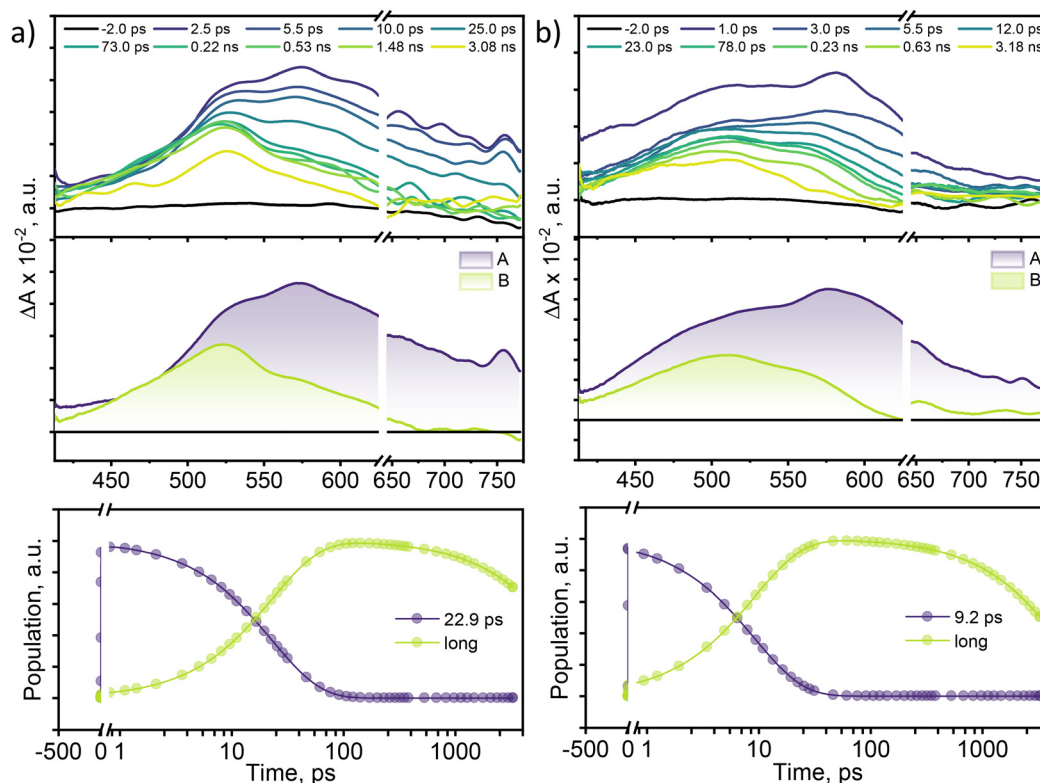 a)
-2.0 ps 2.5 ps 5.5 ps 10.0 ps 25.0 ps
73.0 ps 0.22 ns 0.53 ns 1.48 ns 3.08 ns
ΔA x 10⁻², a.u.
A
B
450 500 550 600 650 700 750
Population, a.u.
22.9 ps
long
-500 0 1 10 100 1000
Time, ps
b)
-2.0 ps 1.0 ps 3.0 ps 5.5 ps 12.0 ps
23.0 ps 78.0 ps 0.23 ns 0.63 ns 3.18 ns
ΔA x 10⁻², a.u.
A
B
450 500 550 600 650 700 750
Population, a.u.
9.2 ps
long
-500 0 1 10 100 1000
Time, ps